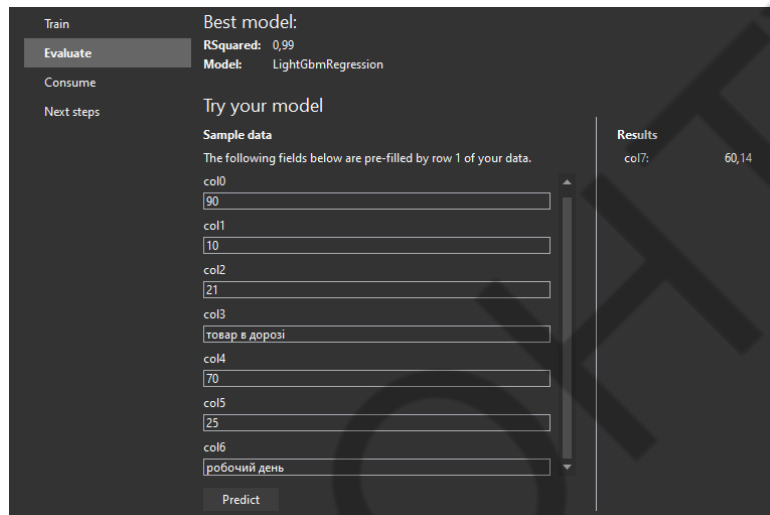 Train
Evaluate
Consume
Next steps
Best model:
RSquared: 0,99
Model: LightGbmRegression
Try your model
Sample data
The following fields below are pre-filled by row 1 of your data.
col0
90
col1
10
col2
21
col3
товар в дорозі
col4
70
col5
25
col6
робочий день
Predict
Results
col7: 60,14